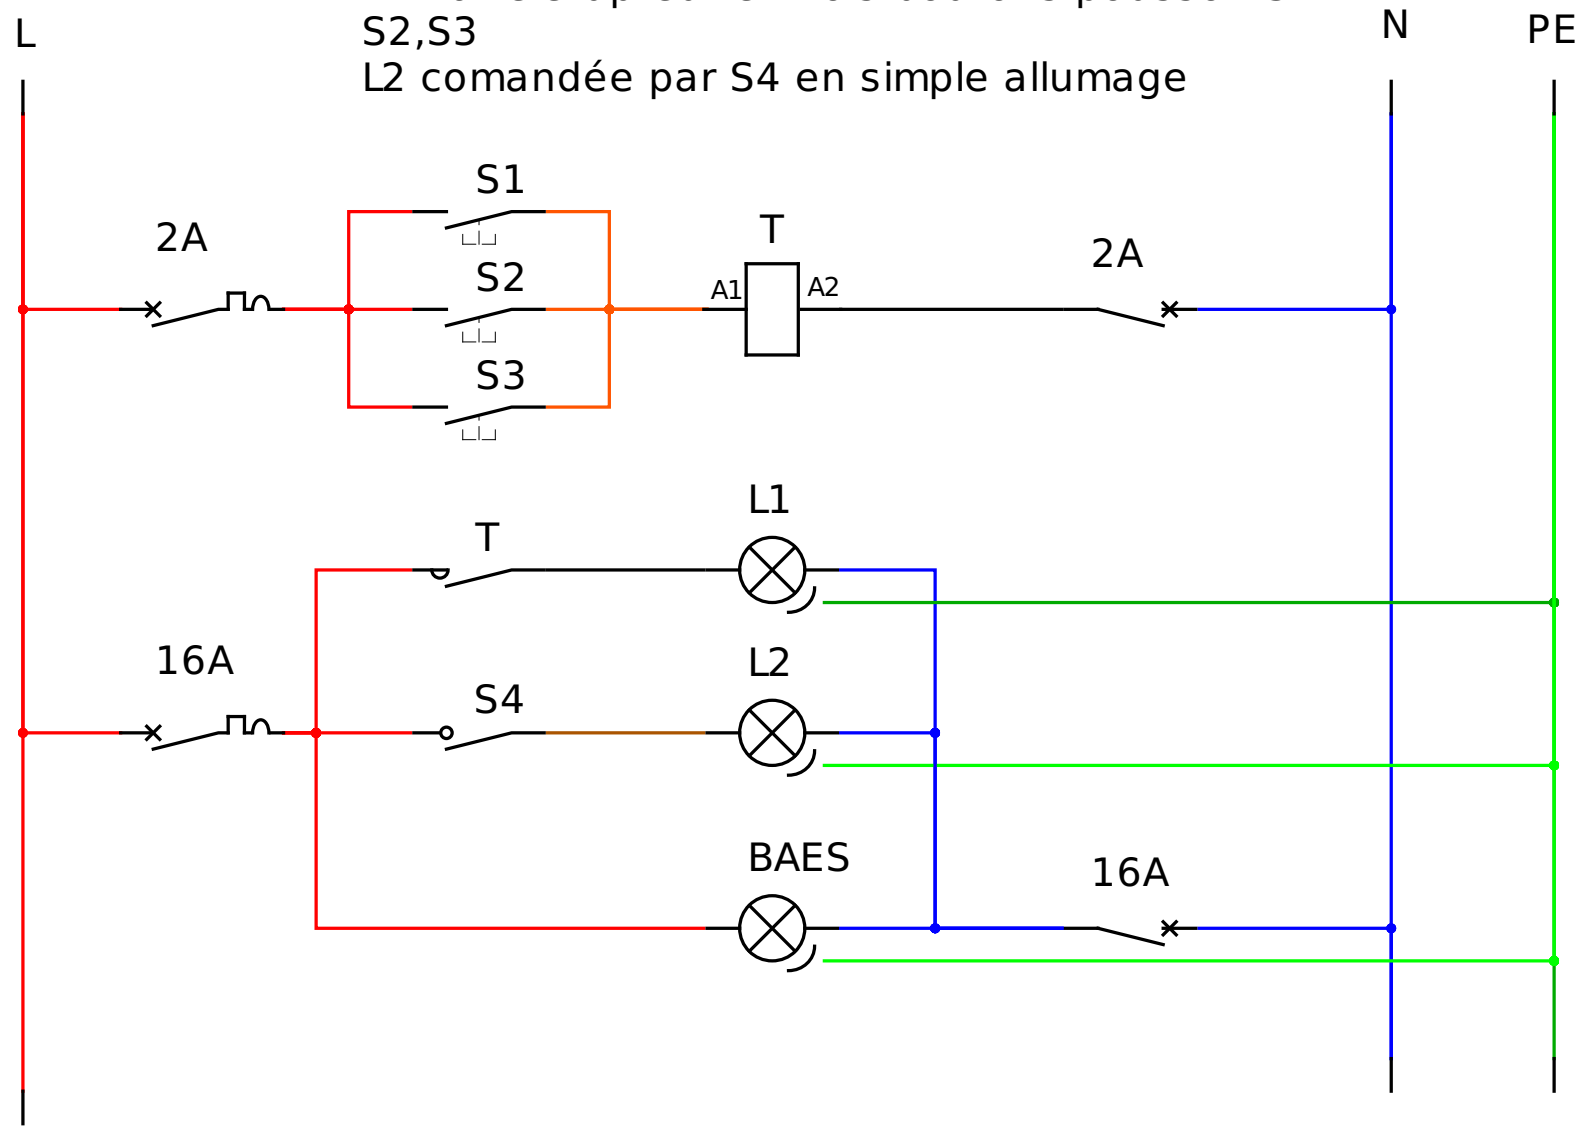 L
N
PE
S2,S3
L2 comandée par S4 en simple allumage
S1
2A
T
2A
S2
A1
A2
S3
L1
T
16A
L2
S4
BAES
16A